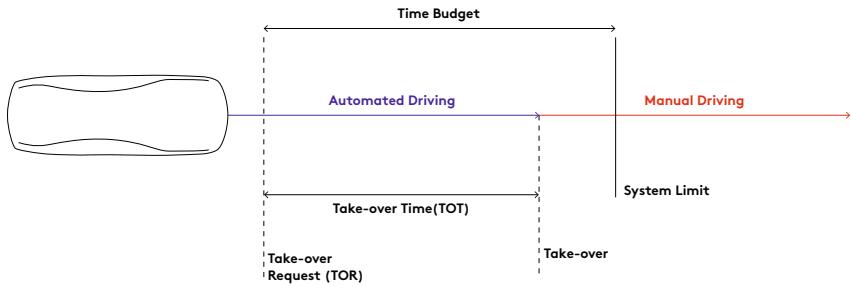 Time Budget
Automated Driving
Manual Driving
System Limit
Take-over Time(TOT)
Take-over
Take-over
Request (TOR)